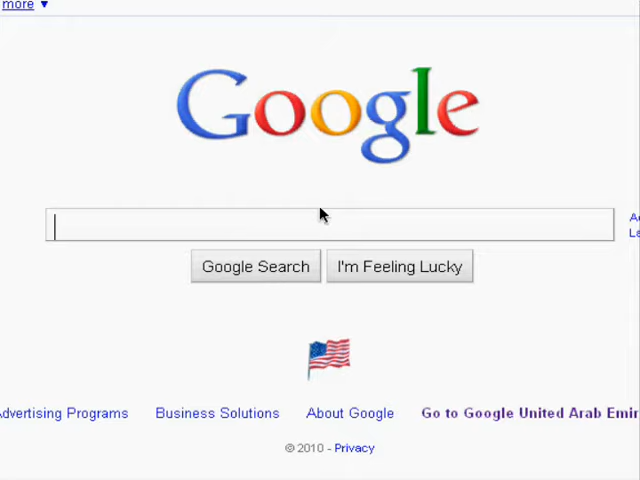 more ▼
Google
Google Search
I'm Feeling Lucky
Advertising Programs
Business Solutions
About Google
Go to Google United Arab Emir
© 2010 - Privacy